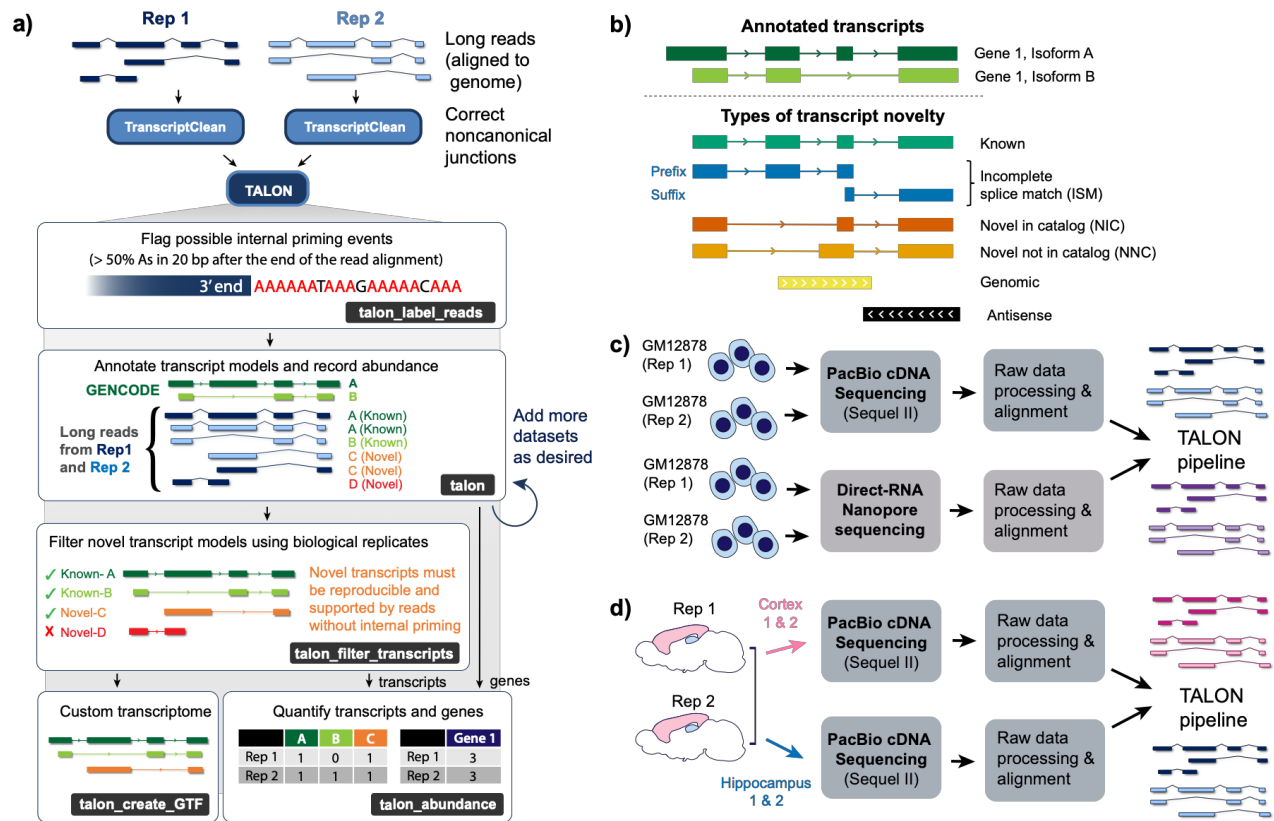 a)
Rep 1
Rep 2
Long reads
(aligned to
genome)
TranscriptClean
TranscriptClean
Correct
noncanonical
junctions
TALON
Flag possible internal priming events
(> 50% As in 20 bp after the end of the read alignment)
3’ end AAAAAATAAAGAAAAACAAA
talon_label_reads
Annotate transcript models and record abundance
GENCODE
A
B
Long reads
from Rep1
and Rep 2
A (Known)
A (Known)
B (Known)
C (Novel)
C (Novel)
D (Novel)
talon
Add more
datasets
as desired
Filter novel transcript models using biological replicates
✓ Known- A
✓ Known-B
✓ Novel-C
✗ Novel-D
Novel transcripts must
be reproducible and
supported by reads
without internal priming
talon_filter_transcripts
transcripts
genes
Custom transcriptome
talon_create_GTF
Quantify transcripts and genes
A B C
Rep 1 1 0 1
Rep 2 1 1 1
Gene 1
Rep 1 3
Rep 2 3
talon_abundance
b)
Annotated transcripts
Gene 1, Isoform A
Gene 1, Isoform B
Types of transcript novelty
Known
Prefix
Suffix
Incomplete
splice match (ISM)
Novel in catalog (NIC)
Novel not in catalog (NNC)
Genomic
Antisense
c)
GM12878
(Rep 1)
GM12878
(Rep 2)
PacBio cDNA
Sequencing
(Sequel II)
Raw data
processing &
alignment
GM12878
(Rep 1)
GM12878
(Rep 2)
Direct-RNA
Nanopore
sequencing
Raw data
processing &
alignment
TALON
pipeline
d)
Rep 1
Rep 2
Cortex
1 & 2
PacBio cDNA
Sequencing
(Sequel II)
Raw data
processing &
alignment
Hippocampus
1 & 2
PacBio cDNA
Sequencing
(Sequel II)
Raw data
processing &
alignment
TALON
pipeline